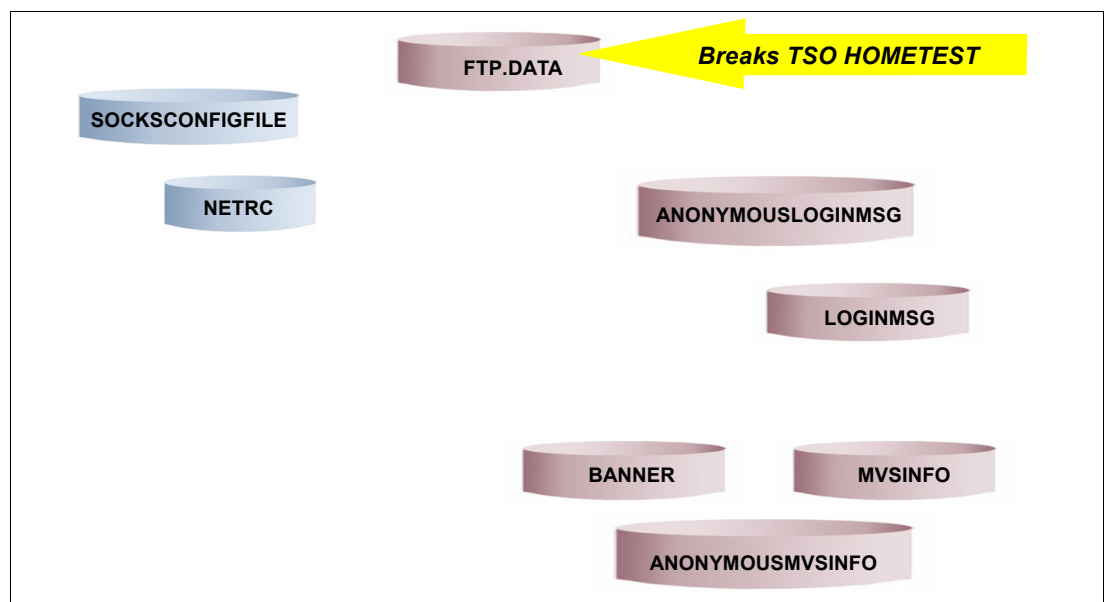 FTP.DATA
Breaks TSO HOMETEST
SOCKSCONFIGFILE
NETRC
ANONYMOUSLOGINMSG
LOGINMSG
BANNER
MVSINFO
ANONYMOUSMVSINFO